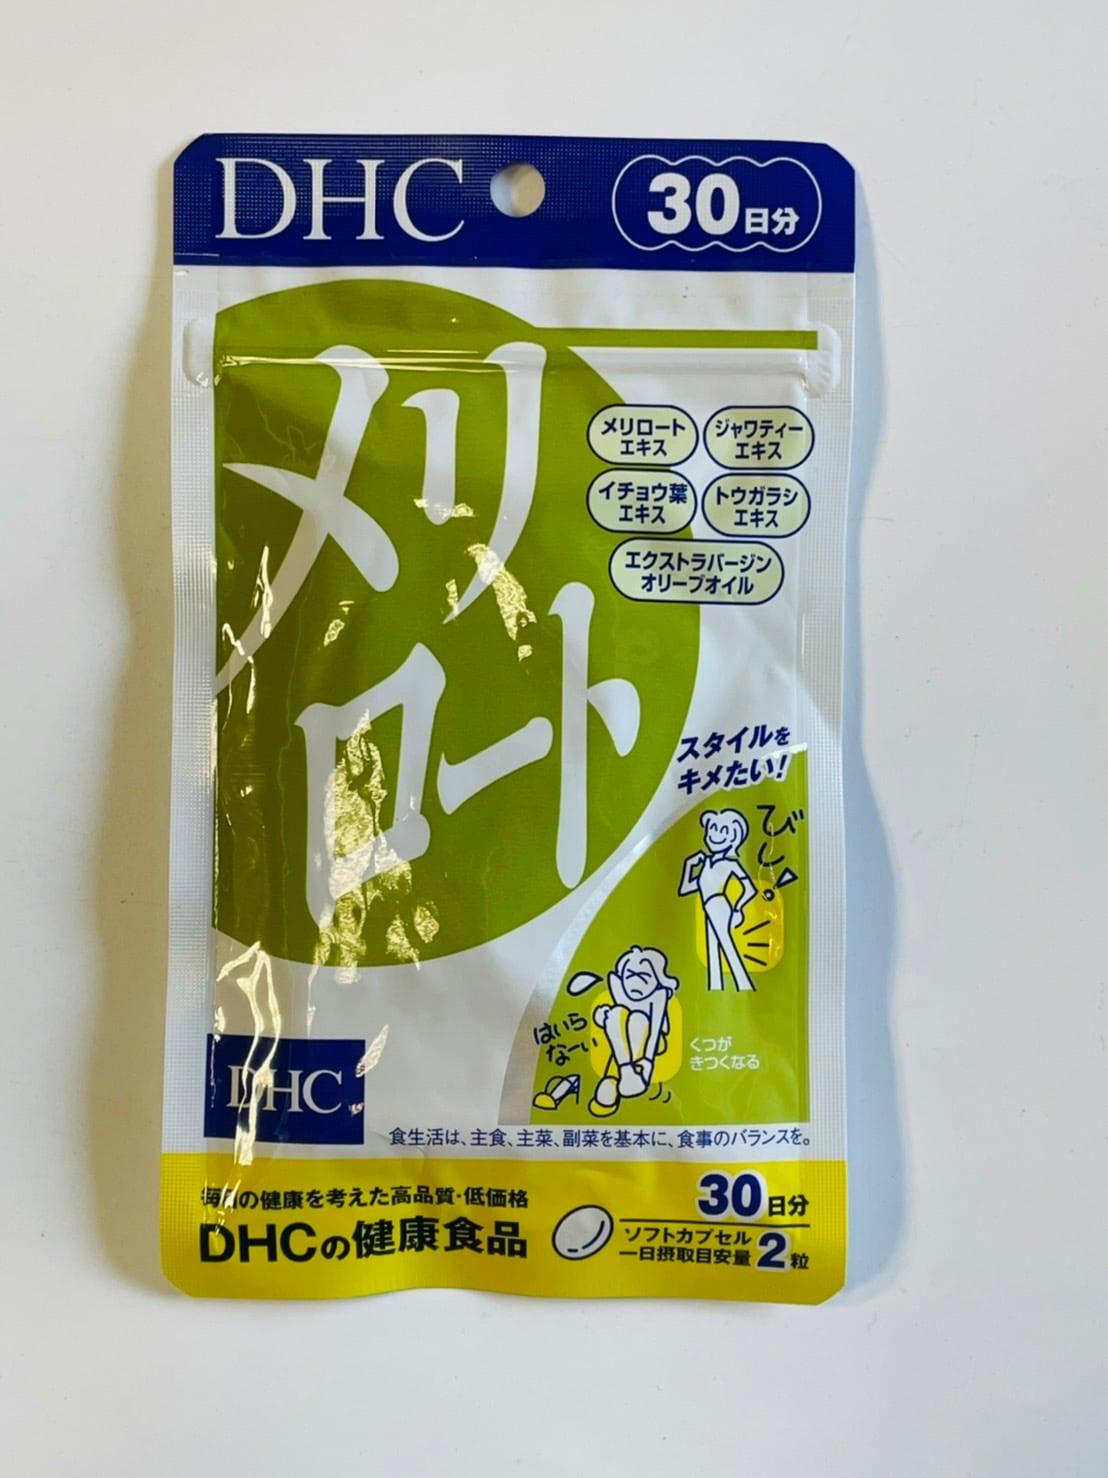 DHC
30日分
メリロート
メリロート
エキス
ジャワティー
エキス
イチョウ葉
エキス
トウガラシ
エキス
エクストラバージン
オリーブオイル
スタイルを
キメたい!
びしっ!
はいら
なーい
くつが
きつくなる
DHC
食生活は、主食、主菜、副菜を基本に、食事のバランスを。
毎日の健康を考えた高品質・低価格
DHCの健康食品
30日分
ソフトカプセル
一日摂取目安量 2粒